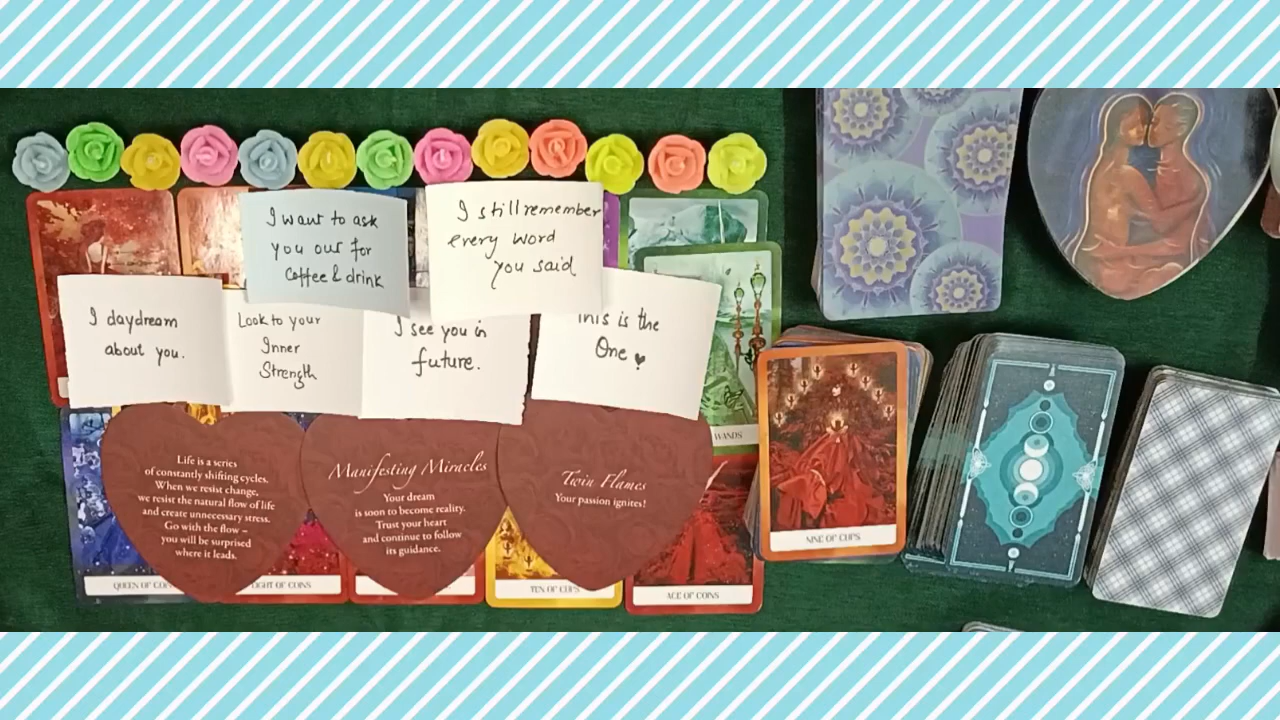 I want to ask
you out for
Coffee & drink
I still remember
every word
you said
I daydream
about you.
Look to your
Inner
Strength
I see you in
future.
This is the
One
WANDS
Life is a series
of constantly shifting cycles.
When we resist change,
we resist the natural flow of life
and create unnecessary stress.
Go with the flow –
you will be surprised
where it leads.
Manifesting Miracles
Your dream
is soon to become reality.
Trust your heart
and continue to follow
its guidance.
Twin Flames
Your passion ignites!
NINE OF CUPS
QUEEN OF
OF COINS
TEN OF CUPS
ACE OF COINS